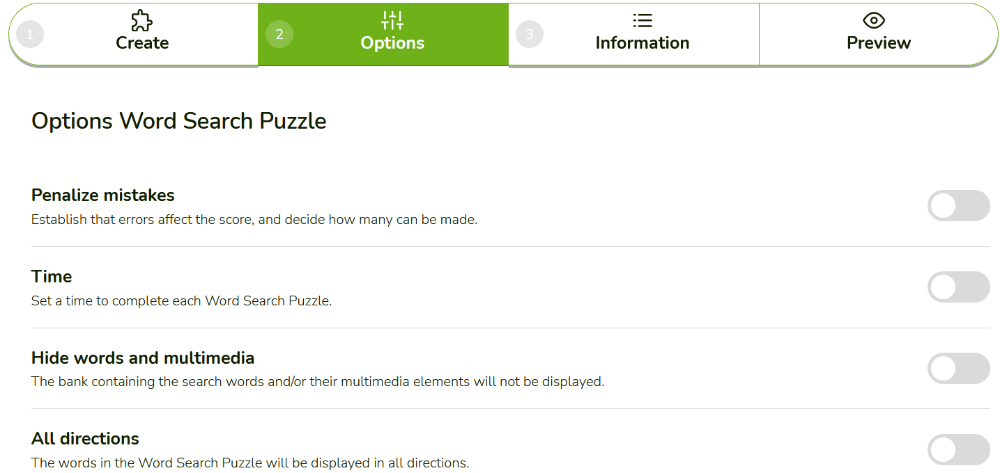 1
Create
2
Options
3
Information
Preview
Options Word Search Puzzle
Penalize mistakes
Establish that errors affect the score, and decide how many can be made.
Time
Set a time to complete each Word Search Puzzle.
Hide words and multimedia
The bank containing the search words and/or their multimedia elements will not be displayed.
All directions
The words in the Word Search Puzzle will be displayed in all directions.